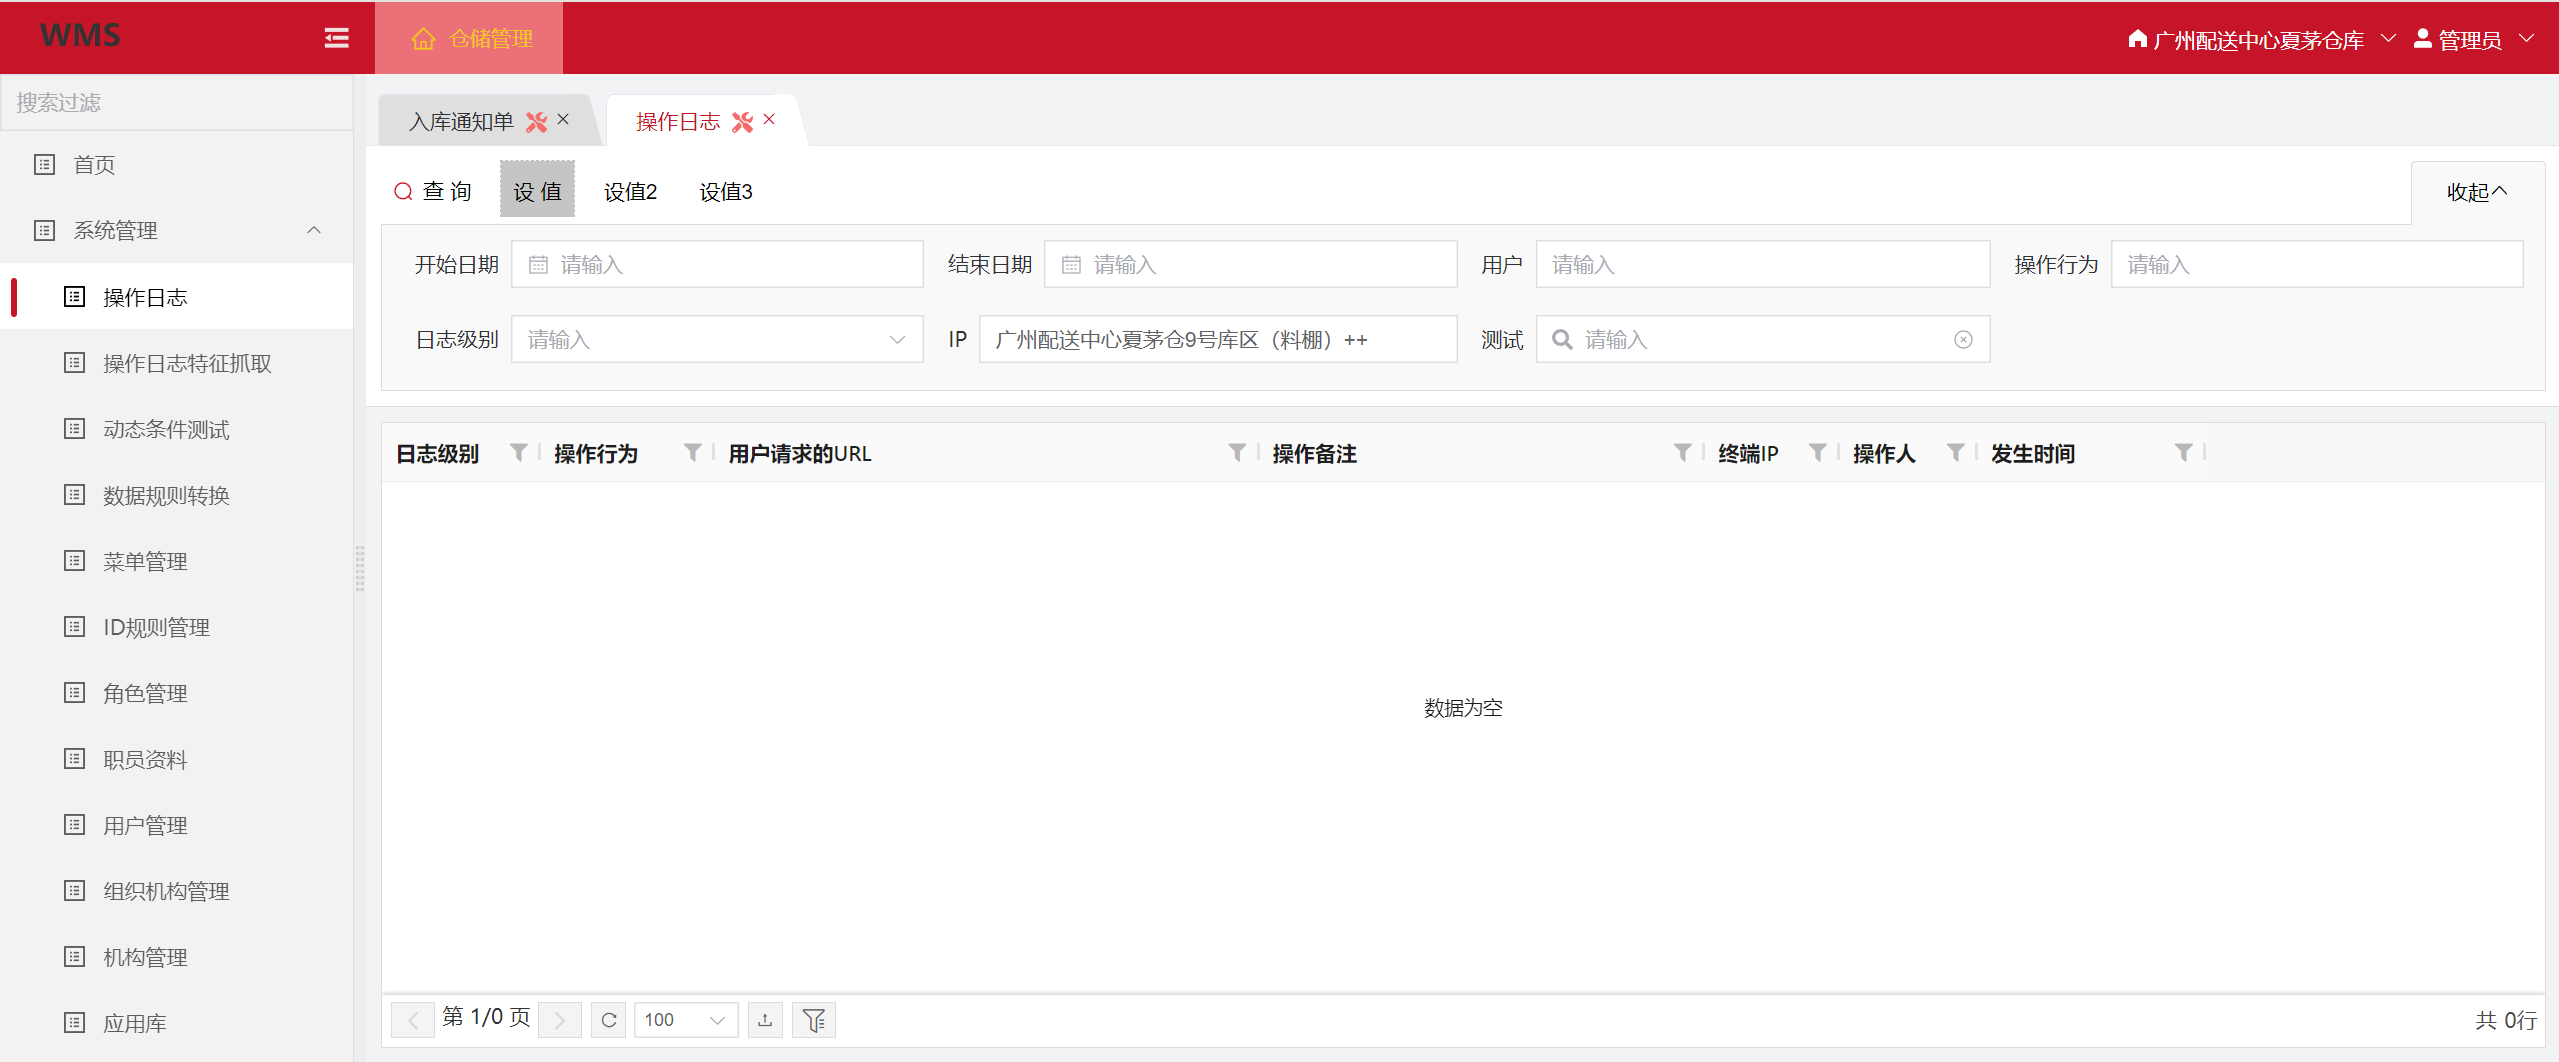 WMS
仓储管理
广州配送中心夏茅仓库
管理员
搜索过滤
首页
系统管理
操作日志
操作日志特征抓取
动态条件测试
数据规则转换
菜单管理
ID规则管理
角色管理
职员资料
用户管理
组织机构管理
机构管理
应用库
入库通知单
操作日志
查 询
设 值
设值2
设值3
收起
开始日期 请输入
结束日期 请输入
用户 请输入
操作行为 请输入
日志级别 请输入
IP 广州配送中心夏茅仓9号库区（料棚）++
测试 请输入
日志级别 操作行为 用户请求的URL 操作备注 终端IP 操作人 发生时间
数据为空
第 1/0 页
100
共 0行